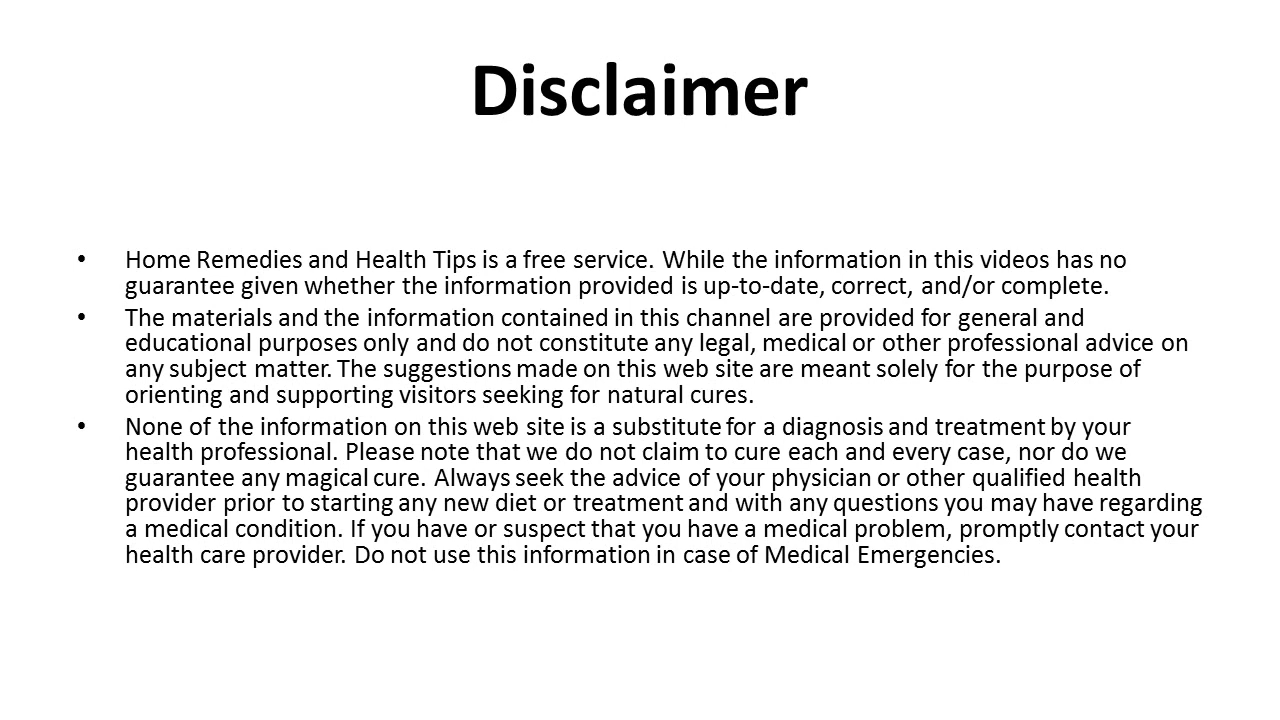 Disclaimer
• Home Remedies and Health Tips is a free service. While the information in this videos has no
guarantee given whether the information provided is up-to-date, correct, and/or complete.
• The materials and the information contained in this channel are provided for general and
educational purposes only and do not constitute any legal, medical or other professional advice on
any subject matter. The suggestions made on this web site are meant solely for the purpose of
orienting and supporting visitors seeking for natural cures.
• None of the information on this web site is a substitute for a diagnosis and treatment by your
health professional. Please note that we do not claim to cure each and every case, nor do we
guarantee any magical cure. Always seek the advice of your physician or other qualified health
provider prior to starting any new diet or treatment and with any questions you may have regarding
a medical condition. If you have or suspect that you have a medical problem, promptly contact your
health care provider. Do not use this information in case of Medical Emergencies.